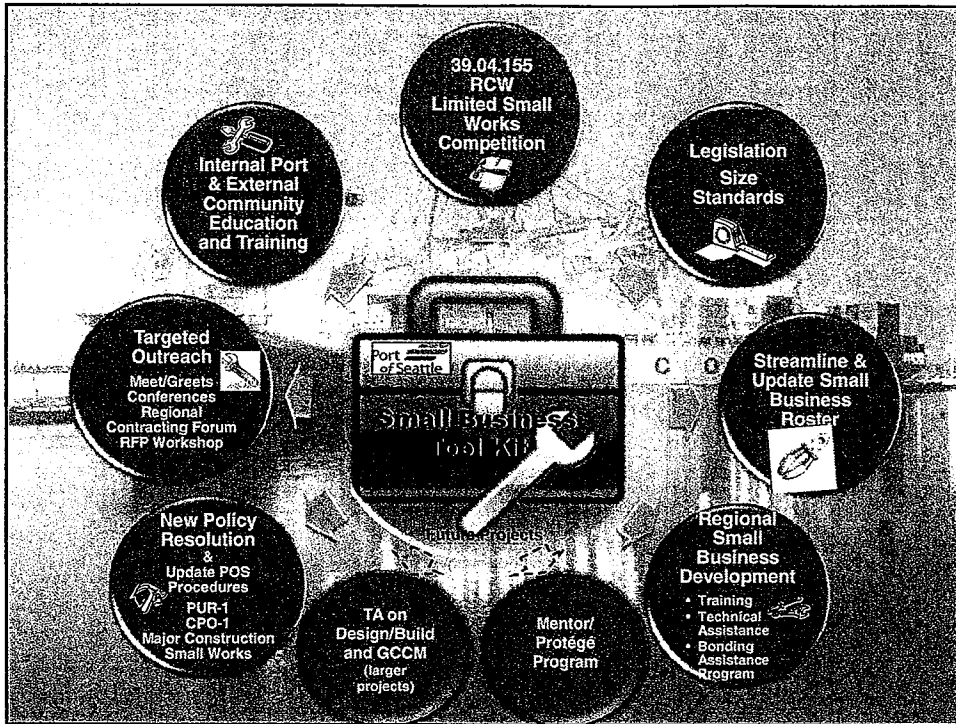 39.04.155
RCW
Limited Small
Works
Competition
Legislation
Size
Standards
Streamline &
Update Small
Business
Roster
Regional
Small
Business
Development
• Training
• Technical
Assistance
• Bonding
Assistance
Program
Mentor/
Protégé
Program
TA on
Design/Build
and GCCM
(larger
projects)
New Policy
Resolution
&
Update POS
Procedures
PUR-1
CPO-1
Major Construction
Small Works
Targeted
Outreach
Meet/Greets
Conferences
Regional
Contracting Forum
RFP Workshop
Internal Port
& External
Community
Education
and Training
Port
of Seattle
Small Business
Tool Kit
Future Projects
C O